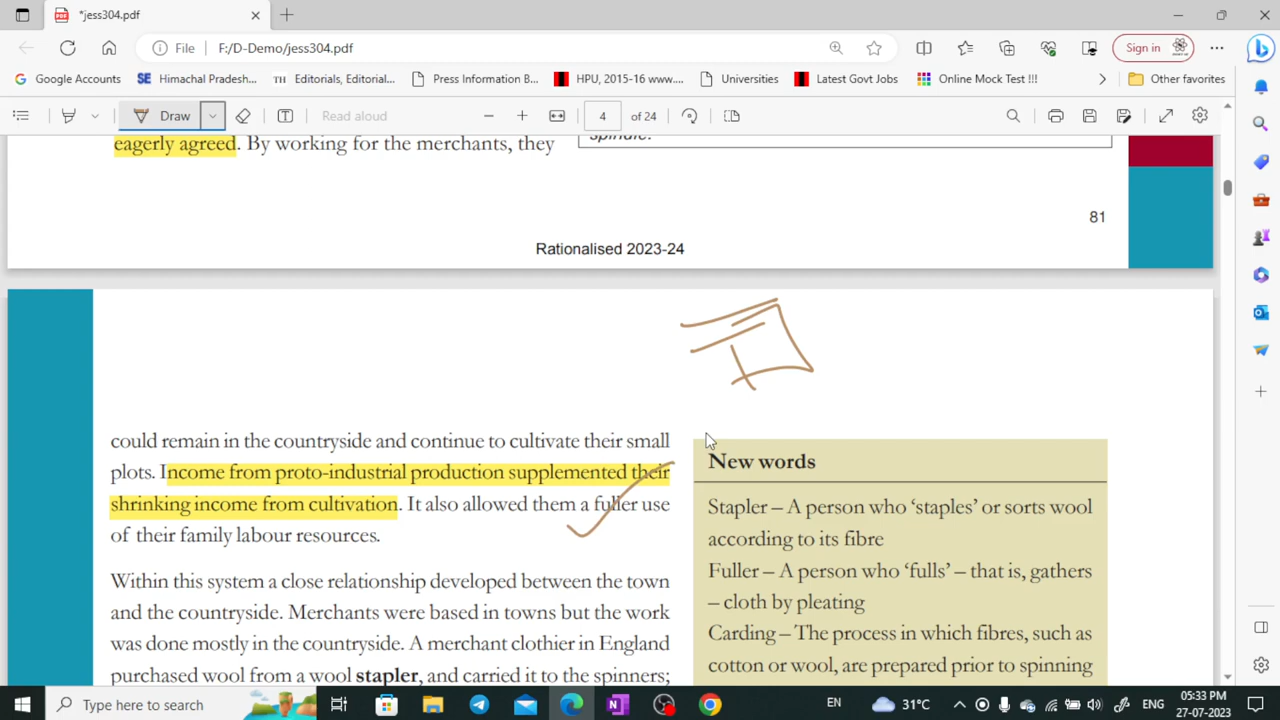 *jess304.pdf
File F:/D-Demo/jess304.pdf Sign in
Google Accounts SE Himachal Pradesh... TH Editorials, Editorial... Press Information B... HPU, 2015-16 www.... Universities Latest Govt Jobs Online Mock Test !!! Other favorites
Draw Read aloud 4 of 24
eagerly agreed. By working for the merchants, they
spindle.
81
Rationalised 2023-24
could remain in the countryside and continue to cultivate their small
plots. Income from proto-industrial production supplemented their
shrinking income from cultivation. It also allowed them a fuller use
of their family labour resources.
Within this system a close relationship developed between the town
and the countryside. Merchants were based in towns but the work
was done mostly in the countryside. A merchant clothier in England
purchased wool from a wool stapler, and carried it to the spinners;
New words
Stapler – A person who ‘staples’ or sorts wool
according to its fibre
Fuller – A person who ‘fulls’ – that is, gathers
– cloth by pleating
Carding – The process in which fibres, such as
cotton or wool, are prepared prior to spinning
Type here to search EN 31°C ENG 05:33 PM
27-07-2023